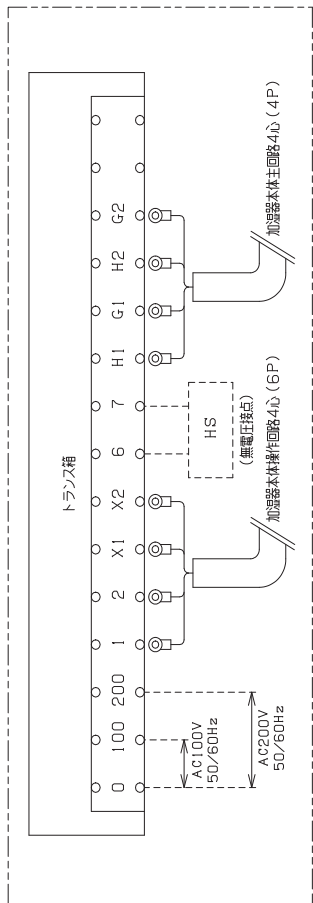 トランス箱
0 100 200 1 2 X1 X2 6 7 H1 G1 H2 G2
AC100V
50/60Hz
AC200V
50/60Hz
HS
(無電圧接点)
加湿器本体操作回路4心(6P)
加湿器本体主回路4心(4P)